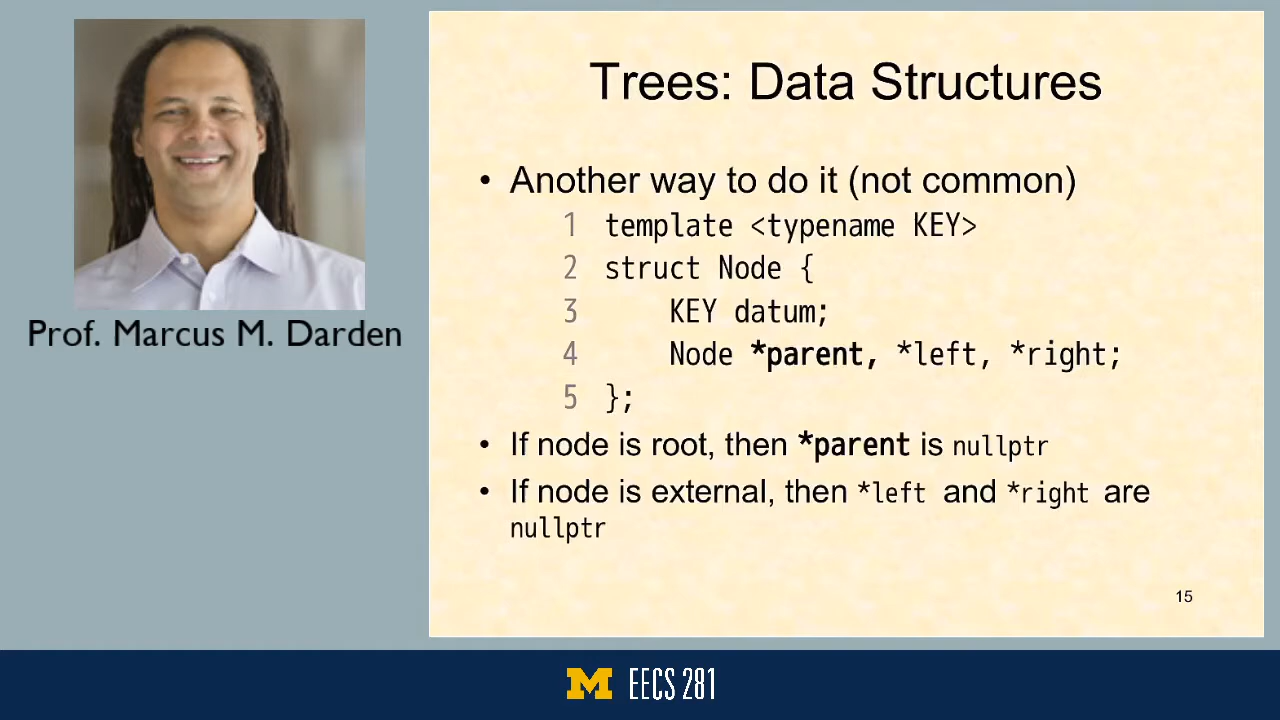 Prof. Marcus M. Darden
Trees: Data Structures
• Another way to do it (not common)
1 template <typename KEY>
2 struct Node {
3     KEY datum;
4     Node *parent, *left, *right;
5 };
• If node is root, then *parent is nullptr
• If node is external, then *left and *right are
nullptr
15
M EECS 281